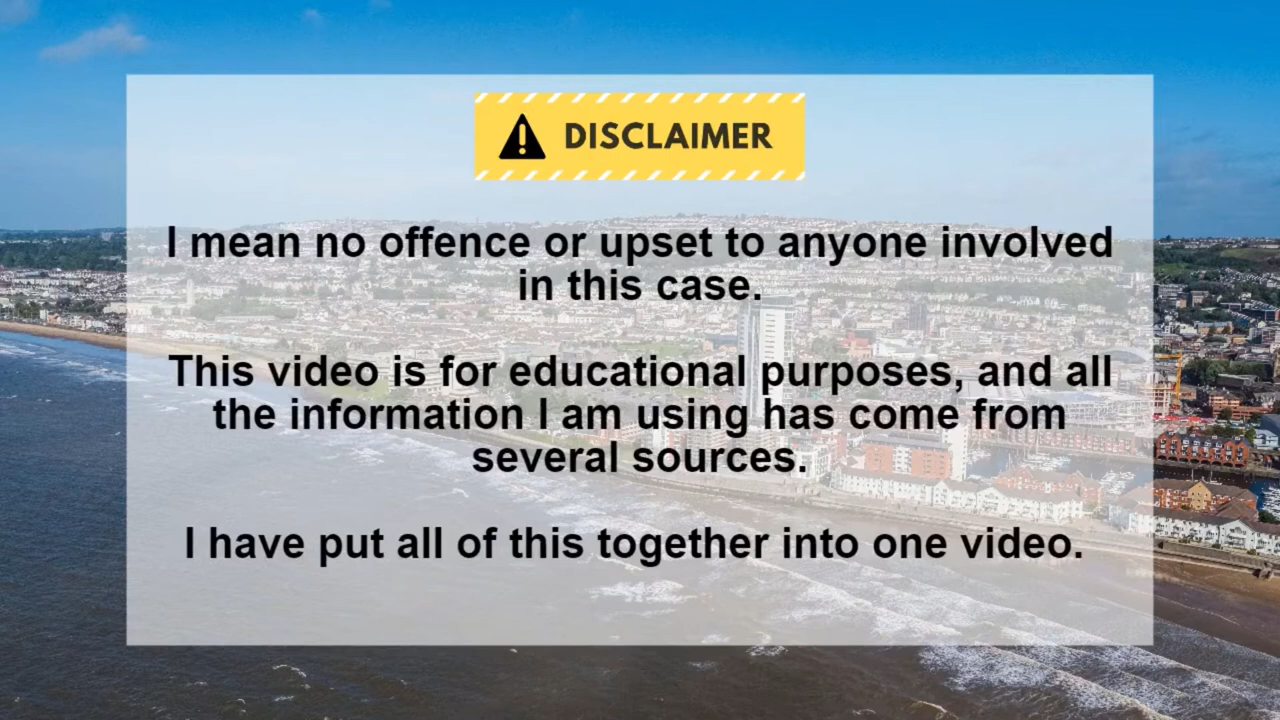 DISCLAIMER
I mean no offence or upset to anyone involved
in this case.
This video is for educational purposes, and all
the information I am using has come from
several sources.
I have put all of this together into one video.